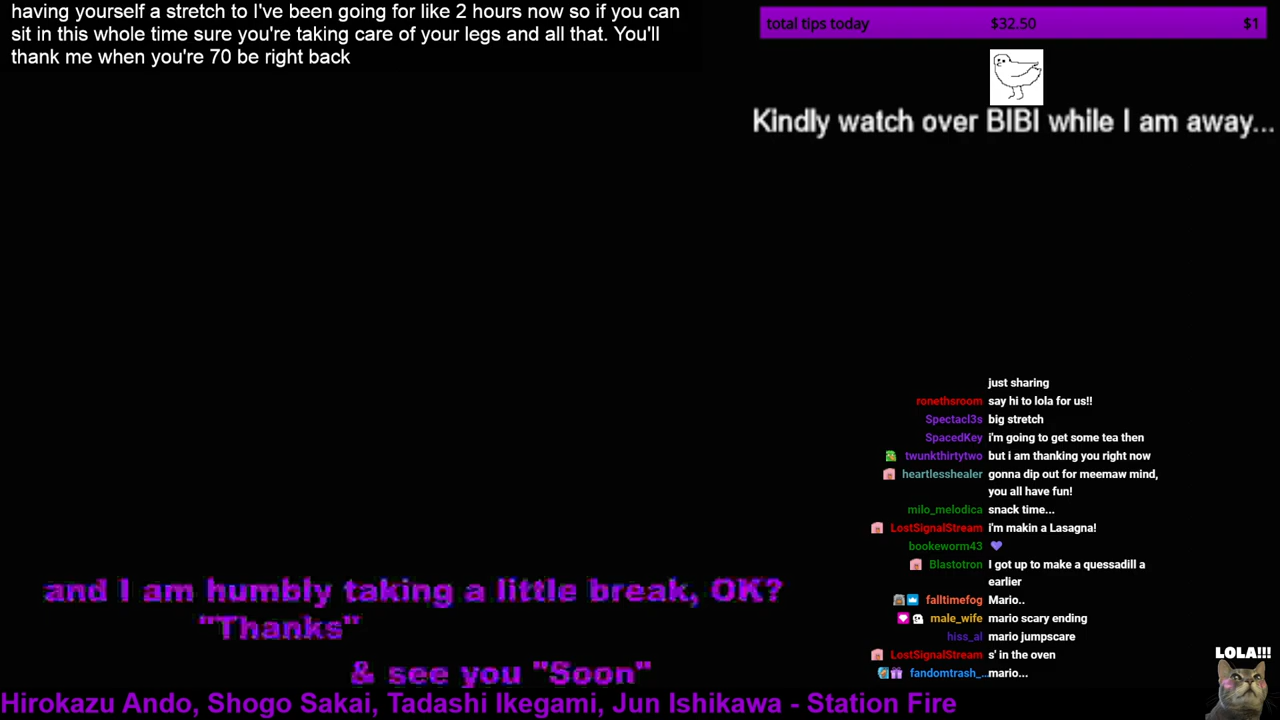 having yourself a stretch to I've been going for like 2 hours now so if you can
sit in this whole time sure you're taking care of your legs and all that. You'll
thank me when you're 70 be right back
total tips today $32.50 $1
Kindly watch over BIBI while I am away...
just sharing
ronethsroom say hi to lola for us!!
Spectacl3s big stretch
SpacedKey i'm going to get some tea then
twunkthirtytwo but i am thanking you right now
heartlesshealer gonna dip out for meemaw mind,
you all have fun!
milo_melodica snack time...
LostSignalStream i'm makin a Lasagna!
bookeworm43 💜
Blastotron I got up to make a quessadill a
earlier
falltimefog Mario..
male_wife mario scary ending
hiss_al mario jumpscare
LostSignalStream s' in the oven
fandomtrash_... mario...
and I am humbly taking a little break, OK?
"Thanks"
& see you "Soon"
LOLA!!!
Hirokazu Ando, Shogo Sakai, Tadashi Ikegami, Jun Ishikawa - Station Fire